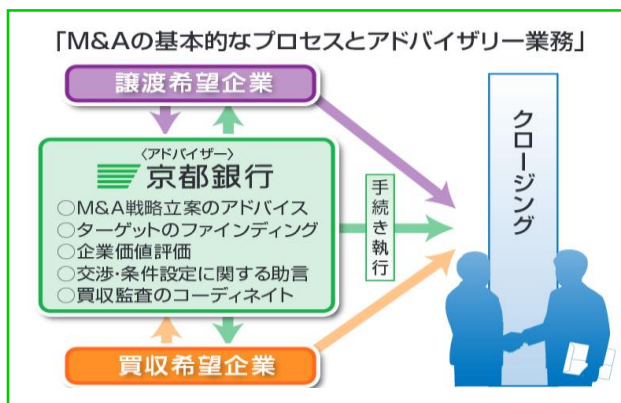 「M&Aの基本的なプロセスとアドバイザリー業務」
譲渡希望企業
〈アドバイザー〉
京都銀行
○M&A戦略立案のアドバイス
○ターゲットのファインディング
○企業価値評価
○交渉・条件設定に関する助言
○買収監査のコーディネイト
手続き執行
クロージング
買収希望企業